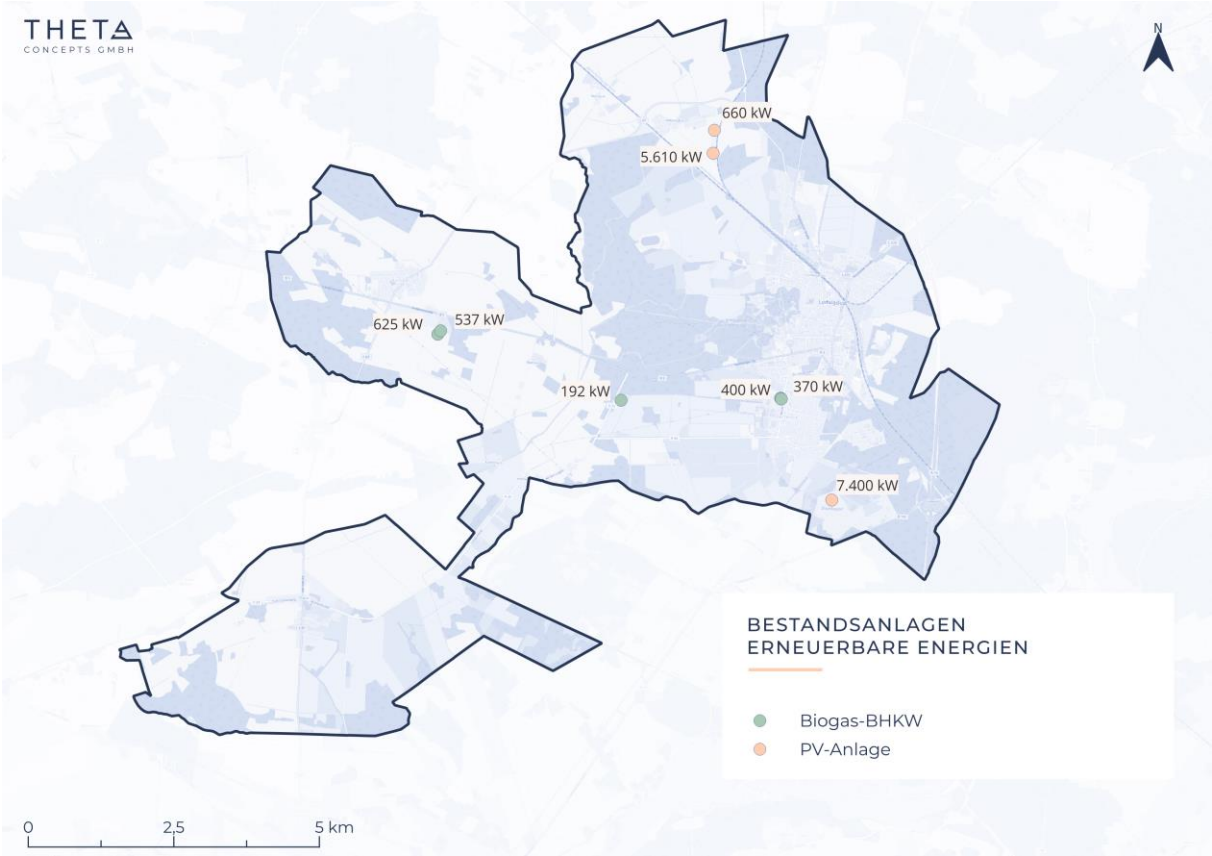 THETA
CONCEPTS GMBH
N
660 kW
5.610 kW
625 kW
537 kW
192 kW
400 kW
370 kW
7.400 kW
BESTANDSANLAGEN
ERNEUERBARE ENERGIEN
Biogas-BHKW
PV-Anlage
0
2,5
5 km